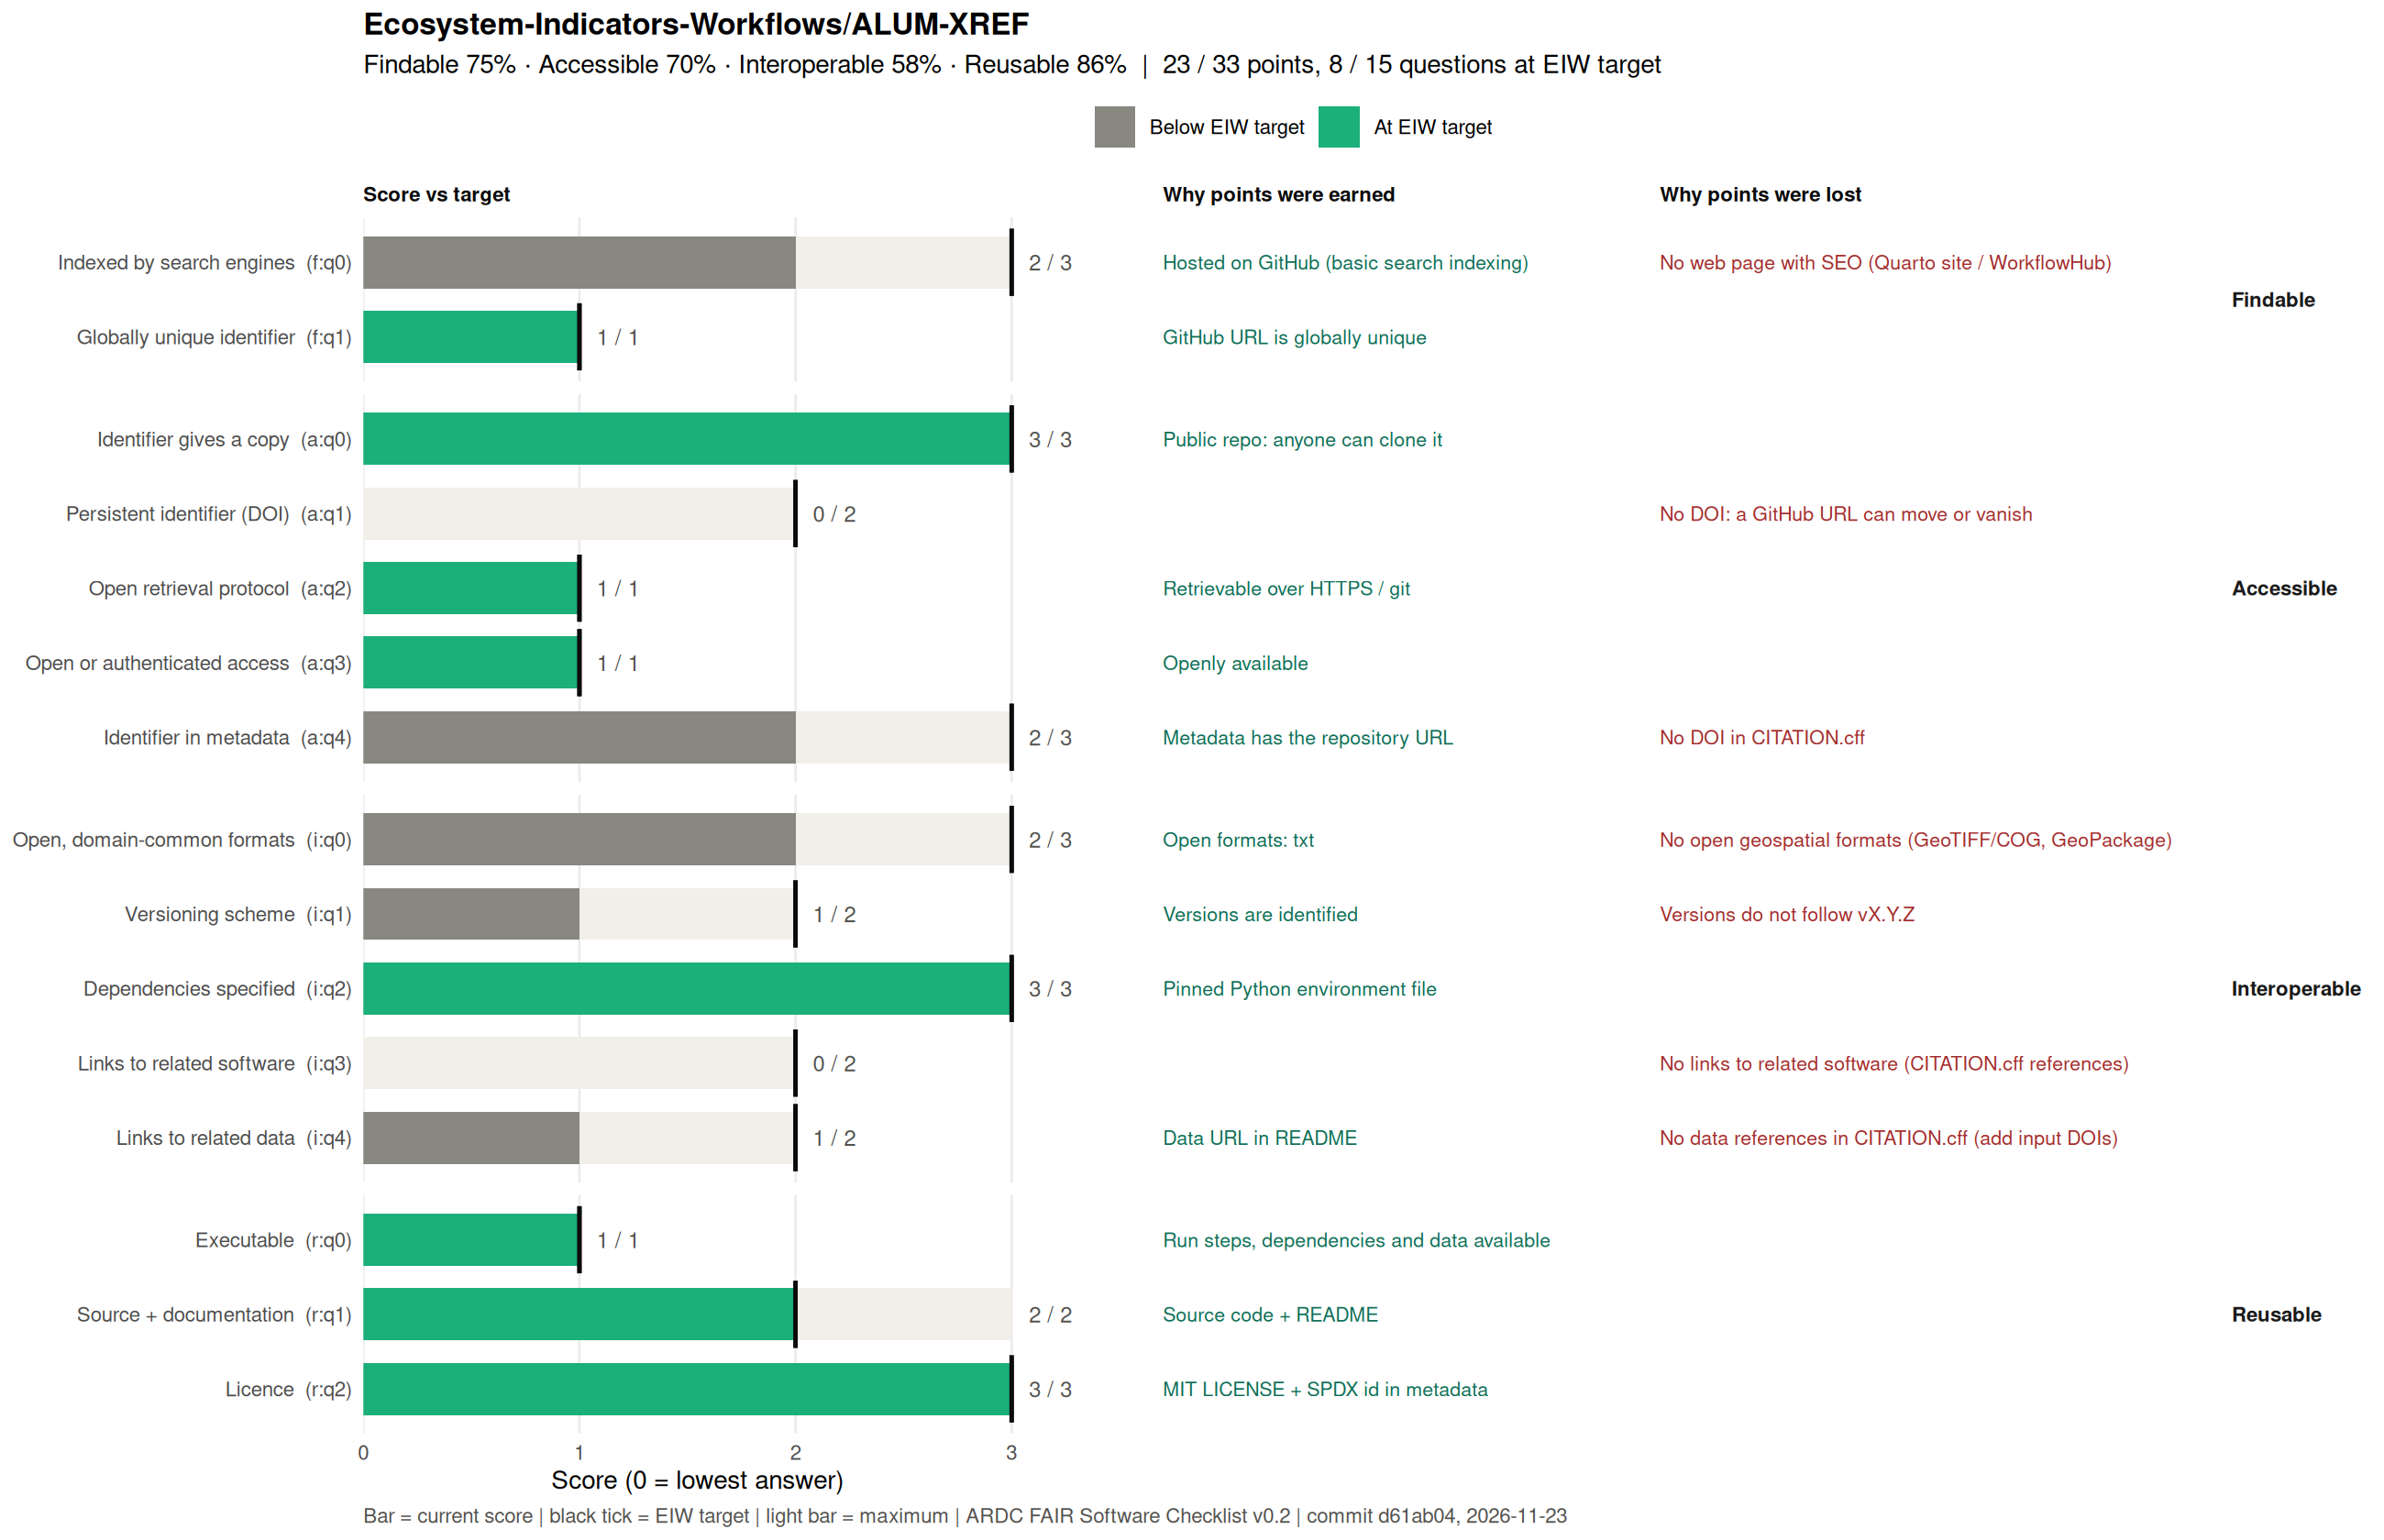 Ecosystem-Indicators-Workflows/ALUM-XREF
Findable 75% · Accessible 70% · Interoperable 58% · Reusable 86% | 23 / 33 points, 8 / 15 questions at EIW target
Below EIW target
At EIW target
Score vs target
Why points were earned
Why points were lost
Indexed by search engines (f:q0)
2 / 3
Hosted on GitHub (basic search indexing)
No web page with SEO (Quarto site / WorkflowHub)
Findable
Globally unique identifier (f:q1)
1 / 1
GitHub URL is globally unique
Identifier gives a copy (a:q0)
3 / 3
Public repo: anyone can clone it
Persistent identifier (DOI) (a:q1)
0 / 2
No DOI: a GitHub URL can move or vanish
Open retrieval protocol (a:q2)
1 / 1
Retrievable over HTTPS / git
Accessible
Open or authenticated access (a:q3)
1 / 1
Openly available
Identifier in metadata (a:q4)
2 / 3
Metadata has the repository URL
No DOI in CITATION.cff
Open, domain-common formats (i:q0)
2 / 3
Open formats: txt
No open geospatial formats (GeoTIFF/COG, GeoPackage)
Versioning scheme (i:q1)
1 / 2
Versions are identified
Versions do not follow vX.Y.Z
Dependencies specified (i:q2)
3 / 3
Pinned Python environment file
Interoperable
Links to related software (i:q3)
0 / 2
No links to related software (CITATION.cff references)
Links to related data (i:q4)
1 / 2
Data URL in README
No data references in CITATION.cff (add input DOIs)
Executable (r:q0)
1 / 1
Run steps, dependencies and data available
Source + documentation (r:q1)
2 / 2
Source code + README
Reusable
Licence (r:q2)
3 / 3
MIT LICENSE + SPDX id in metadata
0
1
2
3
Score (0 = lowest answer)
Bar = current score | black tick = EIW target | light bar = maximum | ARDC FAIR Software Checklist v0.2 | commit d61ab04, 2026-11-23